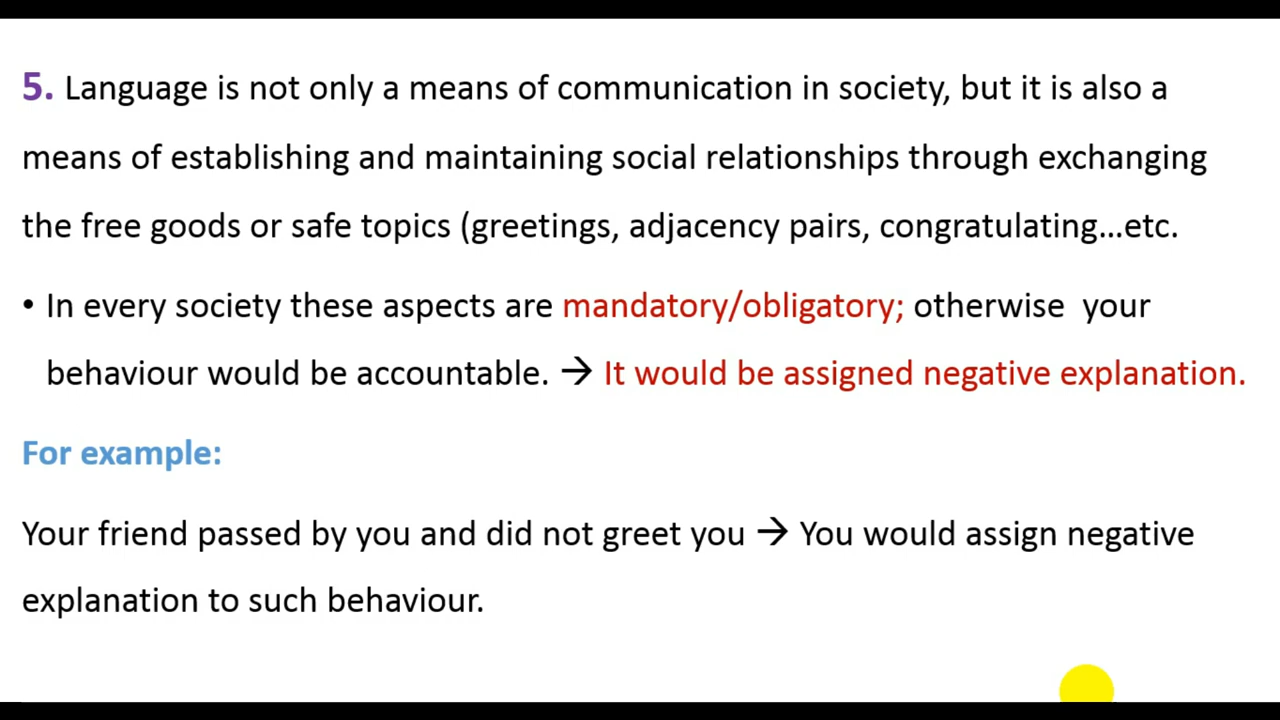 5. Language is not only a means of communication in society, but it is also a
means of establishing and maintaining social relationships through exchanging
the free goods or safe topics (greetings, adjacency pairs, congratulating...etc.
• In every society these aspects are mandatory/obligatory; otherwise your
behaviour would be accountable. → It would be assigned negative explanation.
For example:
Your friend passed by you and did not greet you → You would assign negative
explanation to such behaviour.